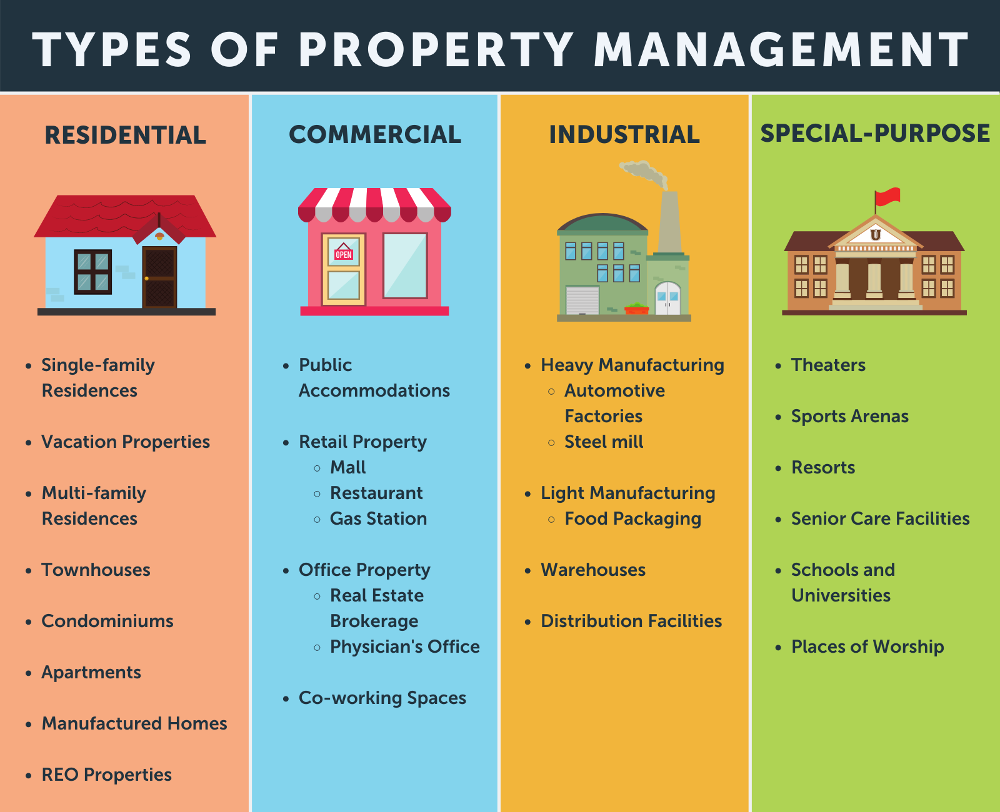 TYPES OF PROPERTY MANAGEMENT
RESIDENTIAL
Single-family
Residences
Vacation Properties
Multi-family
Residences
Townhouses
Condominiums
Apartments
Manufactured Homes
REO Properties
COMMERCIAL
OPEN
Public
Accommodations
Retail Property
Mall
Restaurant
Gas Station
Office Property
Real Estate
Brokerage
Physician's Office
Co-working Spaces
INDUSTRIAL
Heavy Manufacturing
Automotive
Factories
Steel mill
Light Manufacturing
Food Packaging
Warehouses
Distribution Facilities
SPECIAL-PURPOSE
U
Theaters
Sports Arenas
Resorts
Senior Care Facilities
Schools and
Universities
Places of Worship